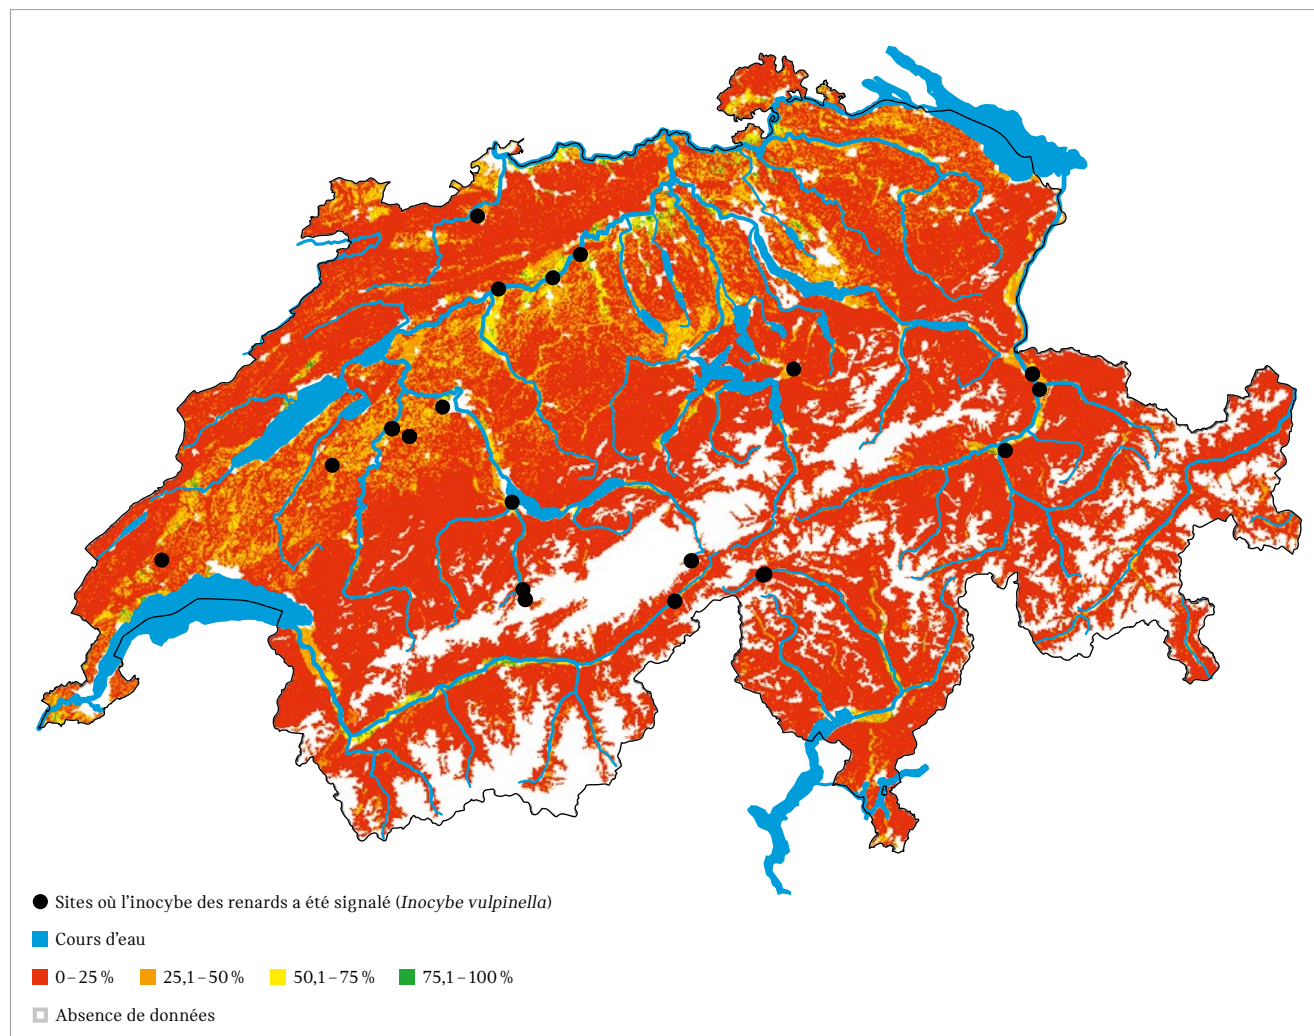 Sites où l’inocybe des renards a été signalé (Inocybe vulpinella)
Cours d’eau
0 – 25 % 25,1 – 50 % 50,1 – 75 % 75,1 – 100 %
Absence de données